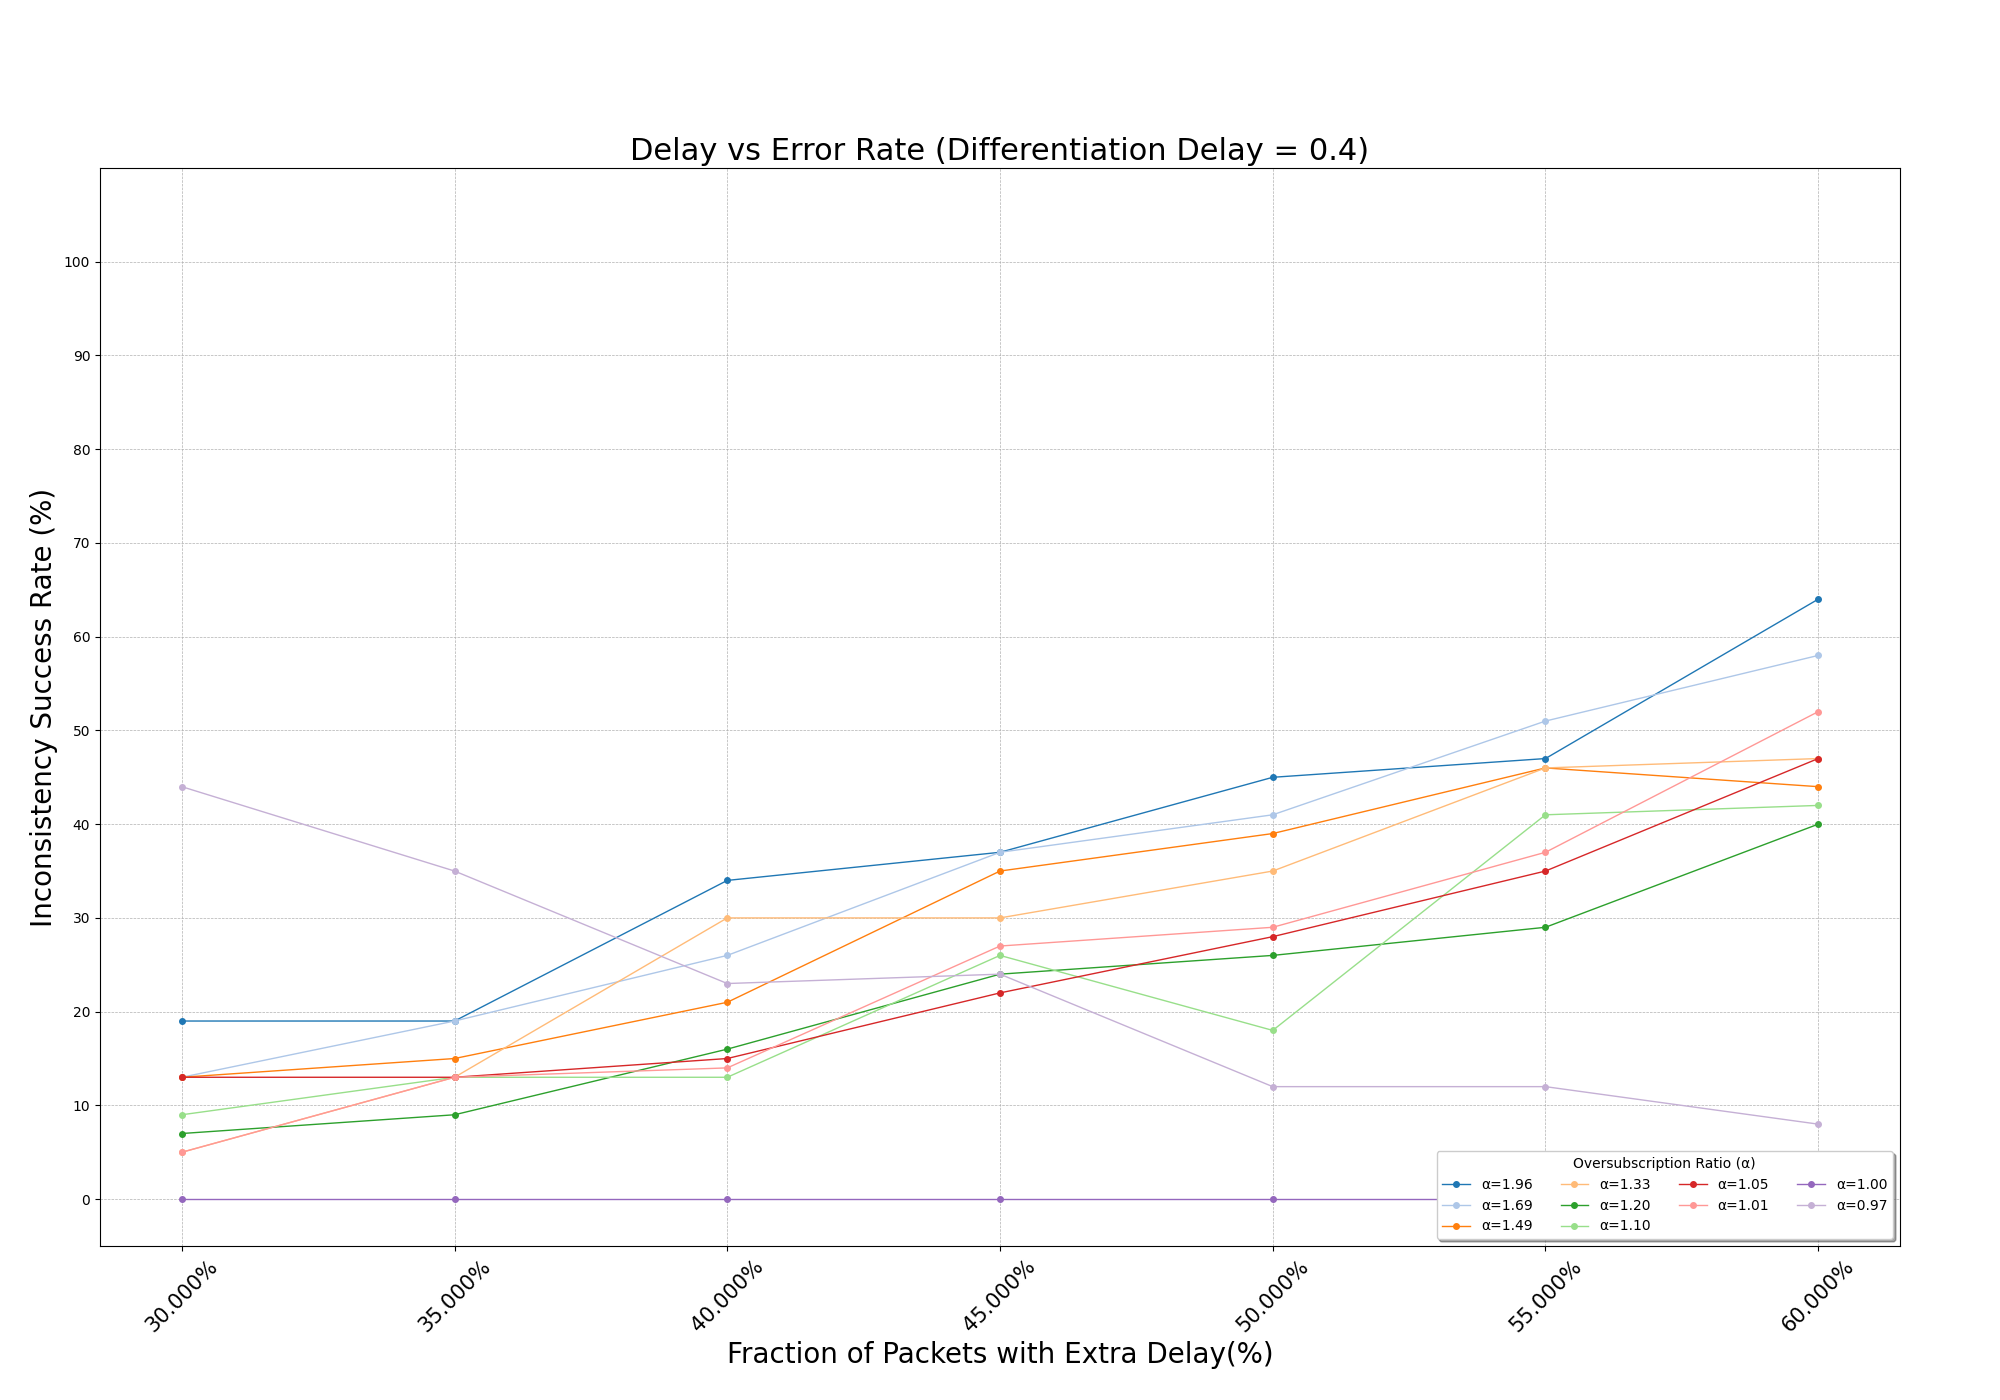 Delay vs Error Rate (Differentiation Delay = 0.4)
Inconsistency Success Rate (%)
100
90
80
70
60
50
40
30
20
10
0
30.000%
35.000%
40.000%
45.000%
50.000%
55.000%
60.000%
Fraction of Packets with Extra Delay(%)
Oversubscription Ratio (α)
α=1.96
α=1.69
α=1.49
α=1.33
α=1.20
α=1.10
α=1.05
α=1.01
α=1.00
α=0.97